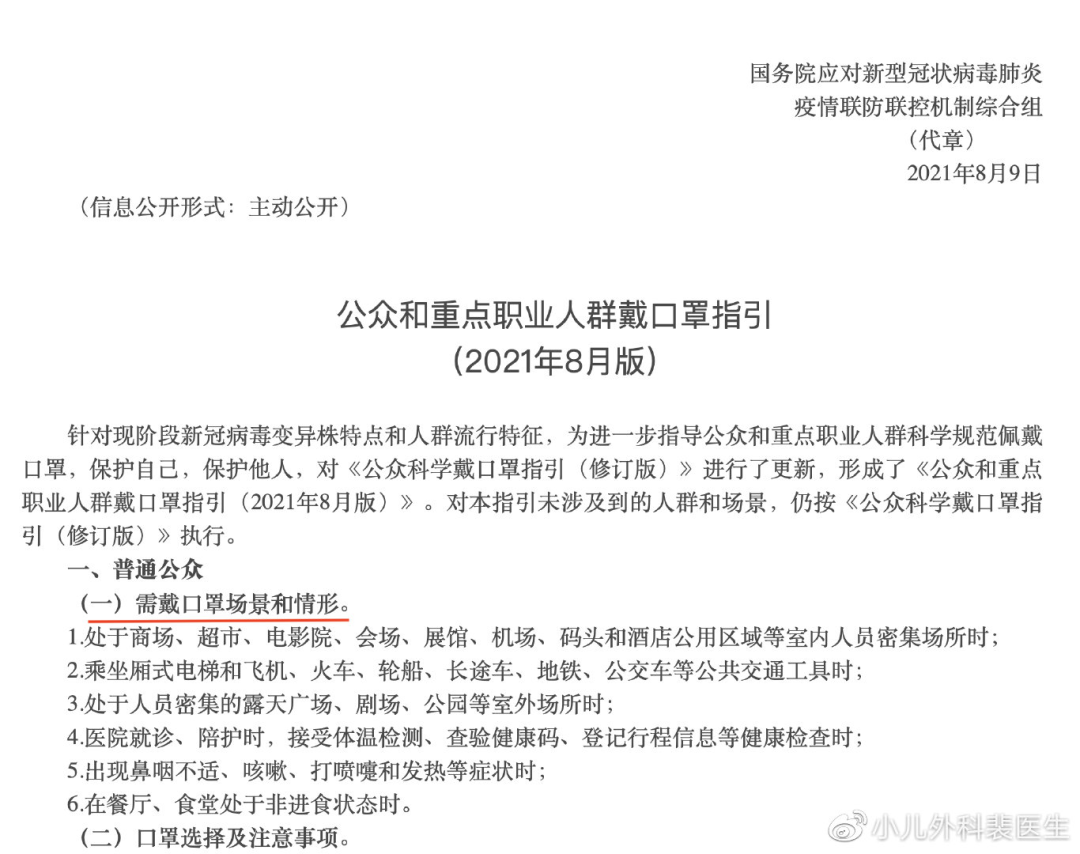 国务院应对新型冠状病毒肺炎
疫情联防联控机制综合组
（代章）
2021年8月9日
（信息公开形式：主动公开）
公众和重点职业人群戴口罩指引
（2021年8月版）
针对现阶段新冠病毒变异株特点和人群流行特征，为进一步指导公众和重点职业人群科学规范佩戴
口罩，保护自己，保护他人，对《公众科学戴口罩指引（修订版）》进行了更新，形成了《公众和重点
职业人群戴口罩指引（2021年8月版）》。对本指引未涉及到的人群和场景，仍按《公众科学戴口罩指
引（修订版）》执行。
一、普通公众
（一）需戴口罩场景和情形。
1.处于商场、超市、电影院、会场、展馆、机场、码头和酒店公用区域等室内人员密集场所时；
2.乘坐厢式电梯和飞机、火车、轮船、长途车、地铁、公交车等公共交通工具时；
3.处于人员密集的露天广场、剧场、公园等室外场所时；
4.医院就诊、陪护时，接受体温检测、查验健康码、登记行程信息等健康检查时；
5.出现鼻咽不适、咳嗽、打喷嚏和发热等症状时；
6.在餐厅、食堂处于非进食状态时。
（二）口罩选择及注意事项。
小儿外科裴医生